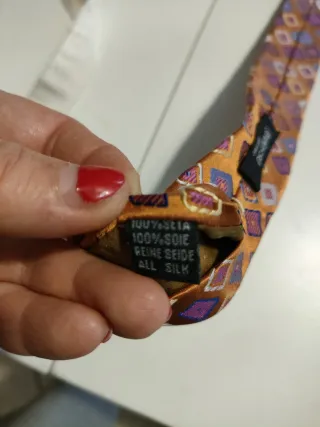 100% SETA
100% SOIE
REINE SEIDE
ALL SILK